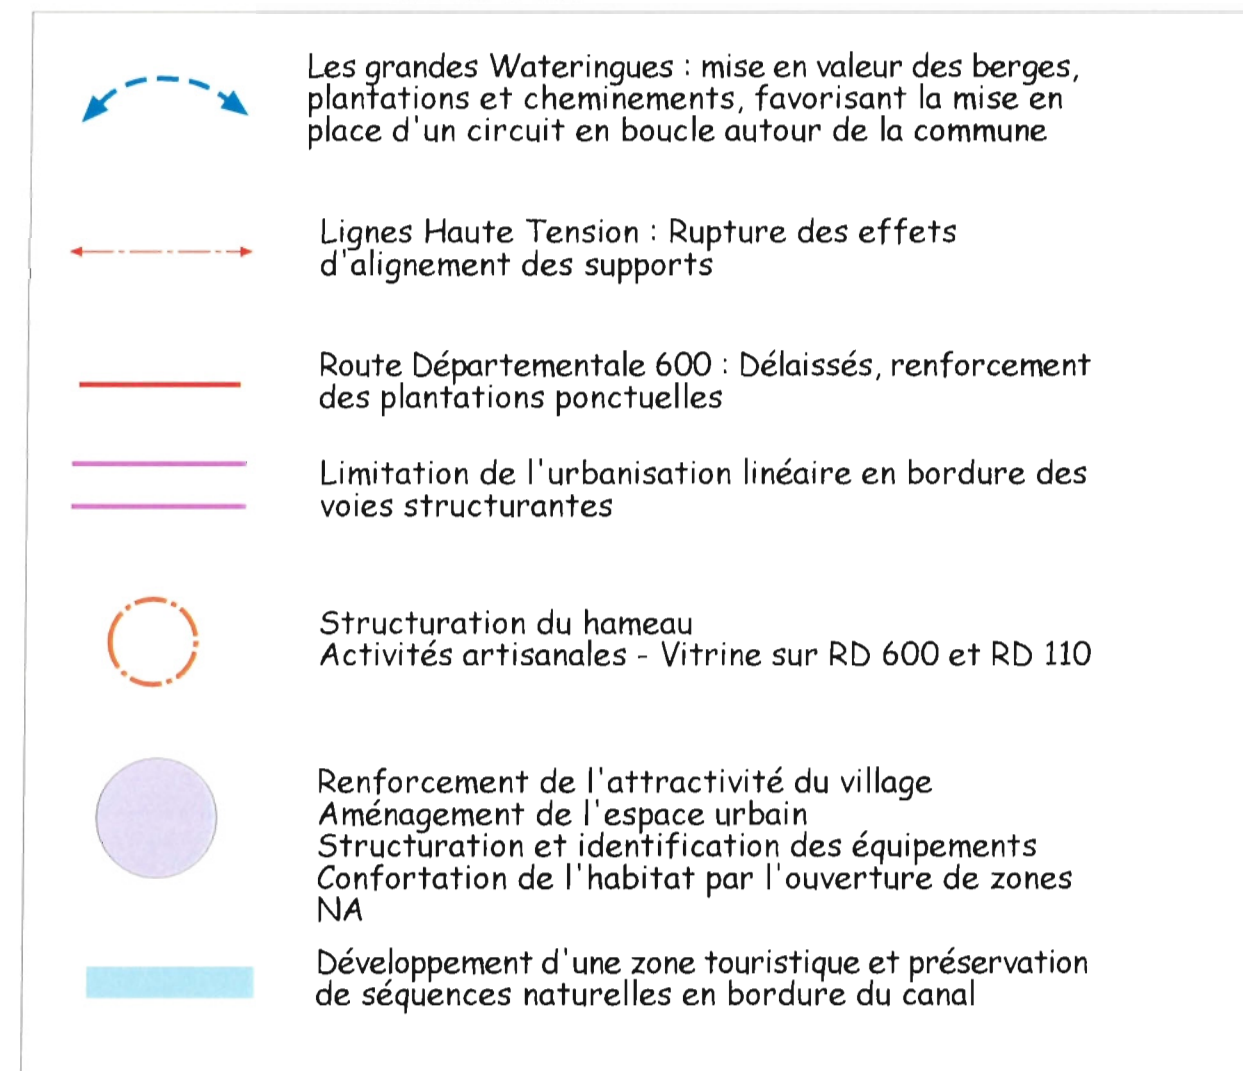 Les grandes Wateringues : mise en valeur des berges,
plantations et cheminements, favorisant la mise en
place d'un circuit en boucle autour de la commune
Lignes Haute Tension : Rupture des effets
d'alignement des supports
Route Départementale 600 : Délaissés, renforcement
des plantations ponctuelles
Limitation de l'urbanisation linéaire en bordure des
voies structurantes
Structuration du hameau
Activités artisanales - Vitrine sur RD 600 et RD 110
Renforcement de l'attractivité du village
Aménagement de l'espace urbain
Structuration et identification des équipements
Confortation de l'habitat par l'ouverture de zones
NA
Développement d'une zone touristique et préservation
de séquences naturelles en bordure du canal